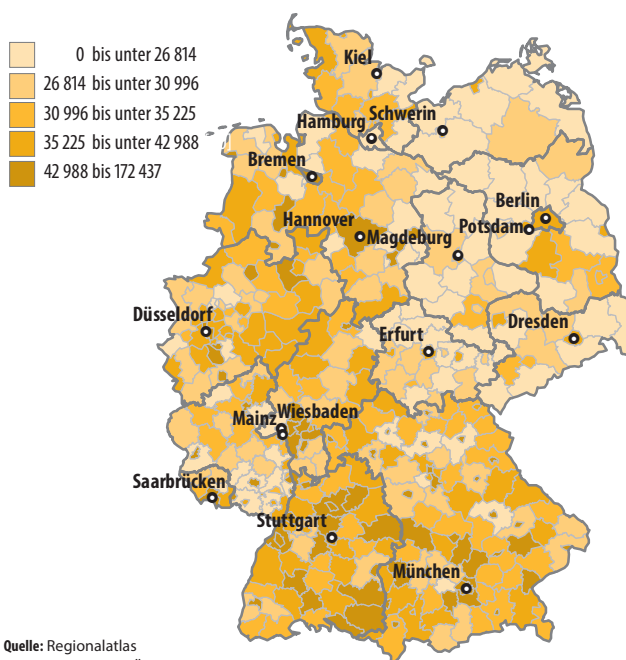 0 bis unter 26 814
26 814 bis unter 30 996
30 996 bis unter 35 225
35 225 bis unter 42 988
42 988 bis 172 437
Kiel
Schwerin
Hamburg
Bremen
Berlin
Hannover
Potsdam
Magdeburg
Düsseldorf
Dresden
Erfurt
Wiesbaden
Mainz
Saarbrücken
Stuttgart
München
Quelle: Regionalatlas